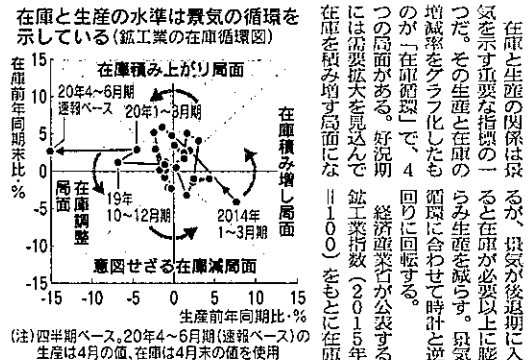 在庫と生産の水準は景気の循環を
示している(鉱工業の在庫循環図)
在庫前年同期末比・%
15
10
5
0
-5
-10
-15
在庫積み上がり局面
20年4~6月期
速報ベース
20年1~3月期
在庫積み増し局面
在庫調整
局面
19年
10~12月期
2014年
1~3月期
意図せざる在庫減局面
-15 -10 -5 0 5 10 15
生産前年同期比・%
(注)四半期ベース。20年4~6月期(速報ベース)の
生産は4月の値、在庫は4月末の値を使用
在庫と生産の関係は景
気を示す重要な指標の一
つだ。その生産と在庫の
増減率をグラフ化したも
のが「在庫循環」で、4
つの局面がある。好況期
には需要拡大を見込んで
在庫を積み増す局面にな
るが、景気が後退期に入
ると在庫が必要以上に膨
らみ生産を減らす。景気
循環に合わせて時計と逆
回りに回転する。
経済産業省が公表する
鉱工業指数(2015年
=100)をもとに在庫